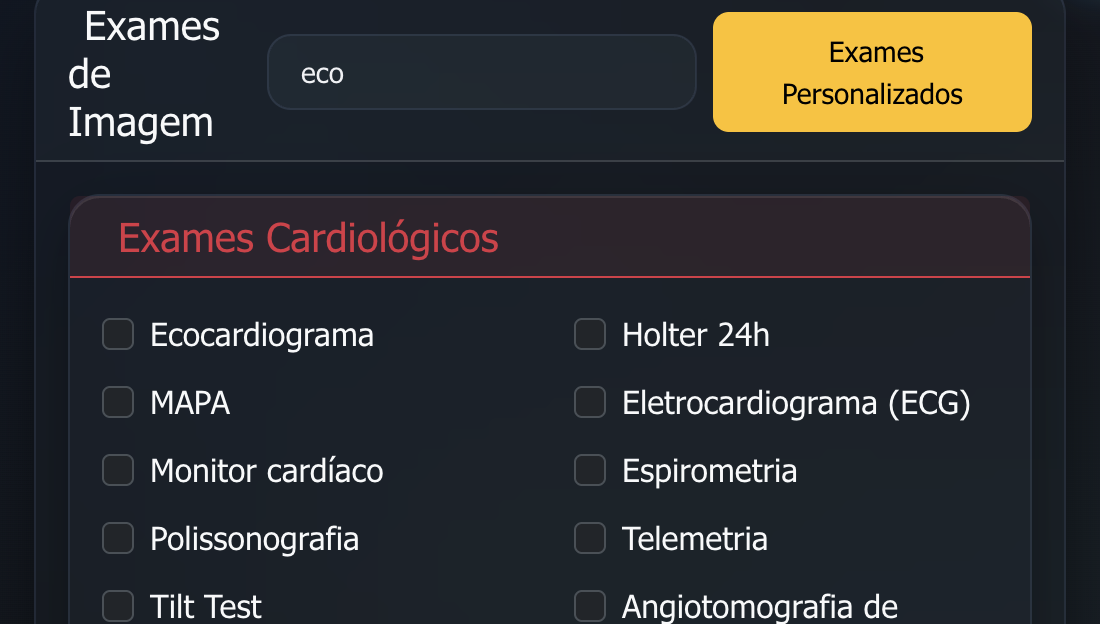 Exames
de
Imagem
eco
Exames
Personalizados
Exames Cardiológicos
Ecocardiograma
Holter 24h
MAPA
Eletrocardiograma (ECG)
Monitor cardíaco
Espirometria
Polissonografia
Telemetria
Tilt Test
Angiotomografia de